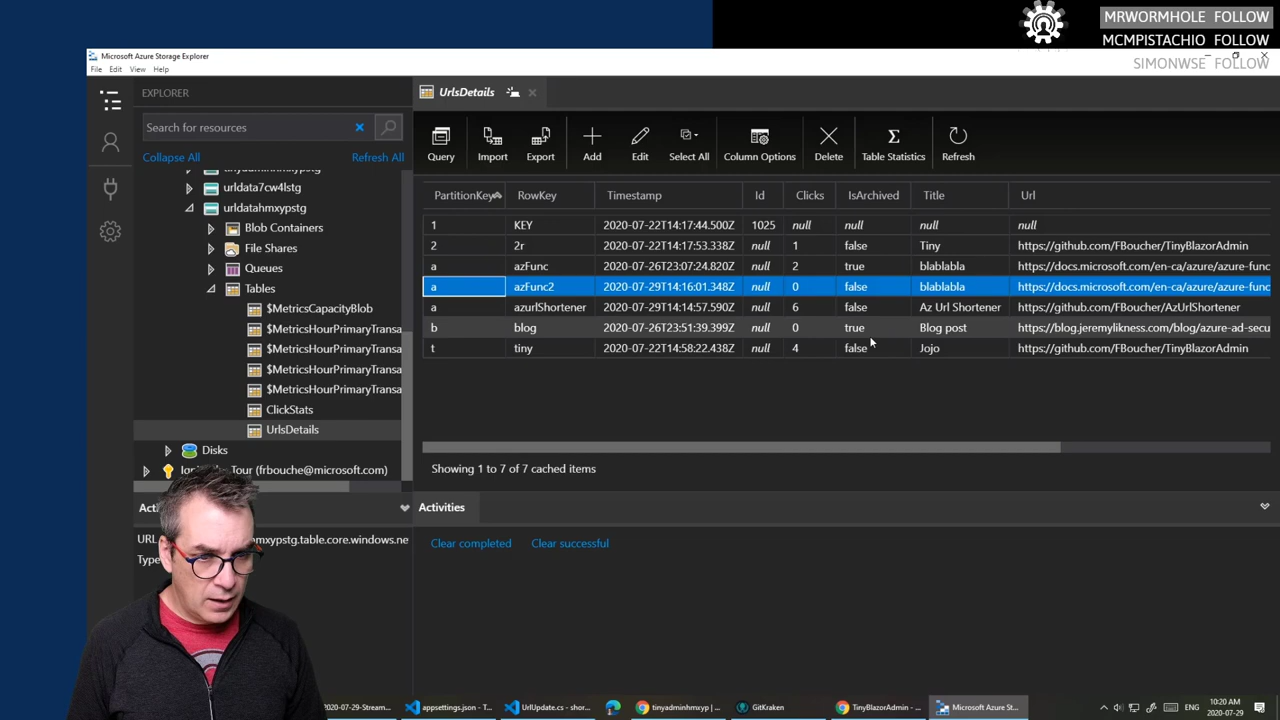 MRWORMHOLE FOLLOW
MCMPISTACHIO FOLLOW
SIMONWSE FOLLOW
Microsoft Azure Storage Explorer
File Edit View Help
EXPLORER
Search for resources
Collapse All Refresh All
urldata7cw4lstg
urldatahmxypstg
Blob Containers
File Shares
Queues
Tables
$MetricsCapacityBlob
$MetricsHourPrimaryTransa
$MetricsHourPrimaryTransa
$MetricsHourPrimaryTransa
$MetricsHourPrimaryTransa
ClickStats
UrlsDetails
Disks
Tour (frbouche@microsoft.com)
UrlsDetails
Query Import Export Add Edit Select All Column Options Delete Table Statistics Refresh
PartitionKey RowKey Timestamp Id Clicks IsArchived Title Url
1 KEY 2020-07-22T14:17:44.500Z 1025 null null null null
2 2r 2020-07-22T14:17:53.338Z null 1 false Tiny https://github.com/FBoucher/TinyBlazorAdmin
a azFunc 2020-07-26T23:07:24.820Z null 2 true blablabla https://docs.microsoft.com/en-ca/azure/azure-func
a azFunc2 2020-07-29T14:16:01.348Z null 0 false blablabla https://docs.microsoft.com/en-ca/azure/azure-func
a azurlShortener 2020-07-29T14:14:57.590Z null 6 false Az Url Shortener https://github.com/FBoucher/AzUrlShortener
b blog 2020-07-26T23:51:39.399Z null 0 true Blog post https://blog.jeremylikness.com/blog/azure-ad-secu
t tiny 2020-07-22T14:58:22.438Z null 4 false Jojo https://github.com/FBoucher/TinyBlazorAdmin
Showing 1 to 7 of 7 cached items
Acti
URL mxypstg.table.core.windows.ne
Type
Activities
Clear completed Clear successful
2020-07-29-Stream... appsettings.json - T... UrlUpdate.cs - shor... tinyadminhmxyp | ... GitKraken TinyBlazorAdmin - ... Microsoft Azure St...
ENG 10:20 AM
2020-07-29